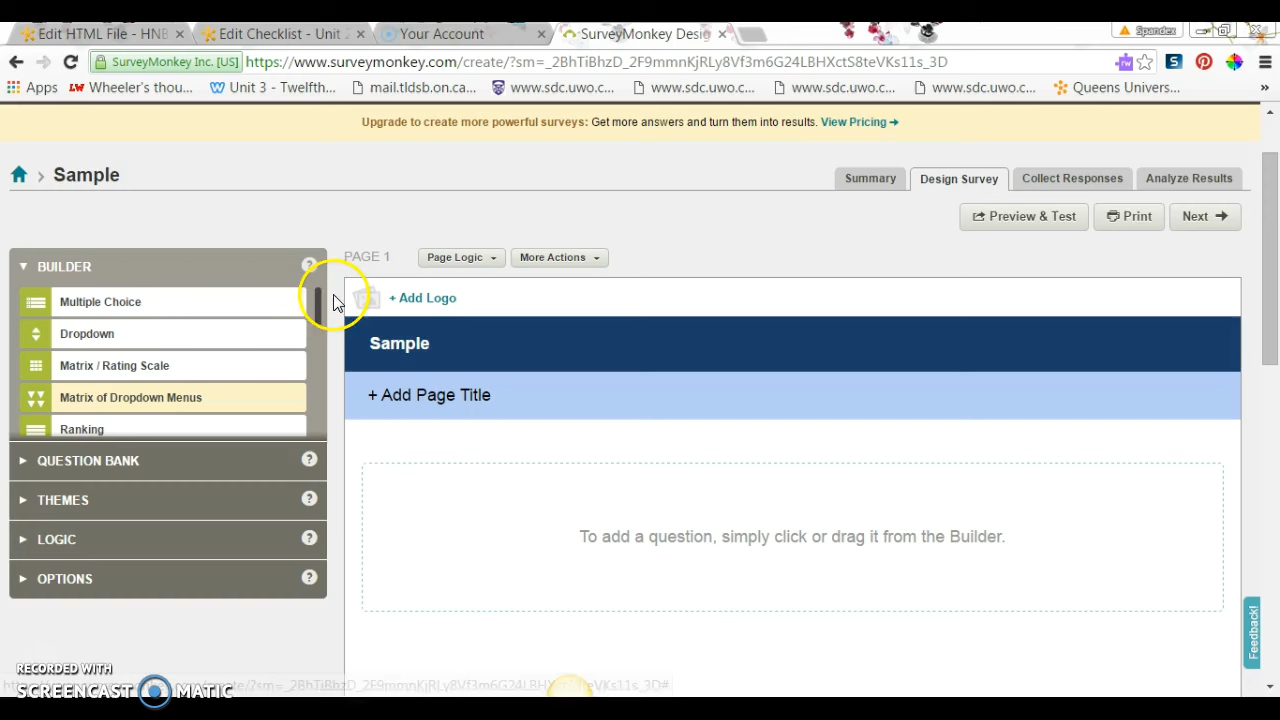 Edit HTML File - RNB
Edit Checklist - Unit 2
Your Account
SurveyMonkey Desig
Spandex
SurveyMonkey Inc. [US]
https://www.surveymonkey.com/create/?sm=_2BhTiBhzD_2F9mmnKjRLy8Vf3m6G24LBHXctS8teVKs11s_3D
Apps
Wheeler's thou...
Unit 3 - Twelfth...
mail.tldsb.on.ca...
www.sdc.uwo.c...
www.sdc.uwo.c...
www.sdc.uwo.c...
www.sdc.uwo.c...
Queens Univers...
Upgrade to create more powerful surveys: Get more answers and turn them into results. View Pricing
Sample
Summary
Design Survey
Collect Responses
Analyze Results
Preview & Test
Print
Next
BUILDER
?
PAGE 1
Page Logic
More Actions
Multiple Choice
+ Add Logo
Dropdown
Sample
Matrix / Rating Scale
Matrix of Dropdown Menus
+ Add Page Title
Ranking
QUESTION BANK
?
THEMES
?
LOGIC
?
To add a question, simply click or drag it from the Builder.
OPTIONS
?
Feedback!
RECORDED WITH
SCREENCAST MATIC